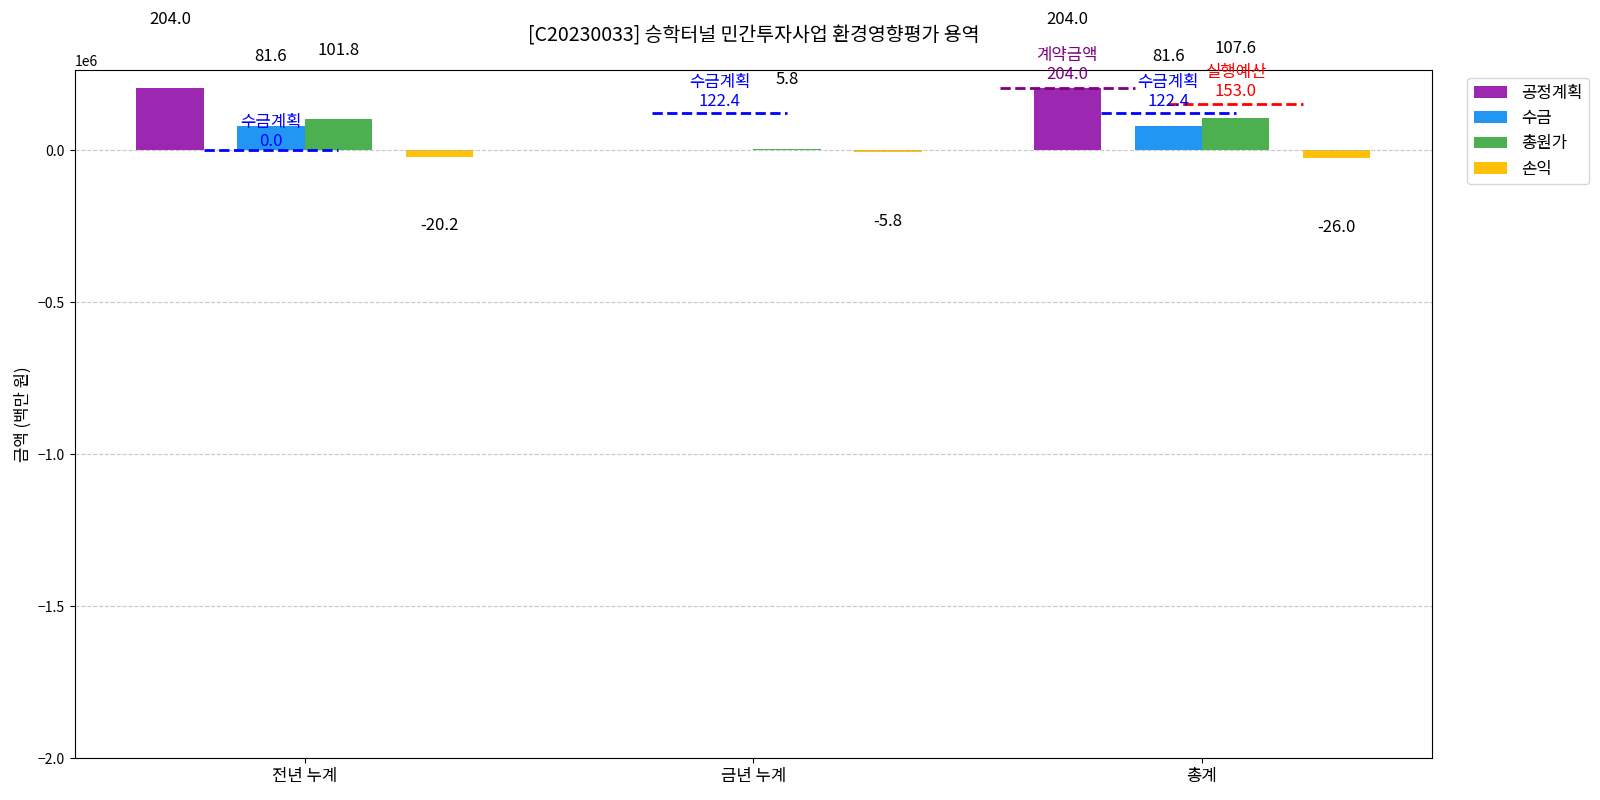 [C20230033] 승학터널 민간투자사업 환경영향평가 용역
1e6
204.0
81.6
101.8
수금계획
0.0
-20.2
수금계획
122.4
5.8
-5.8
204.0
계약금액
204.0
81.6
수금계획
122.4
107.6
실행예산
153.0
-26.0
공정계획
수금
총원가
손익
금액 (백만 원)
0.0
−0.5
−1.0
−1.5
−2.0
전년 누계
금년 누계
총계